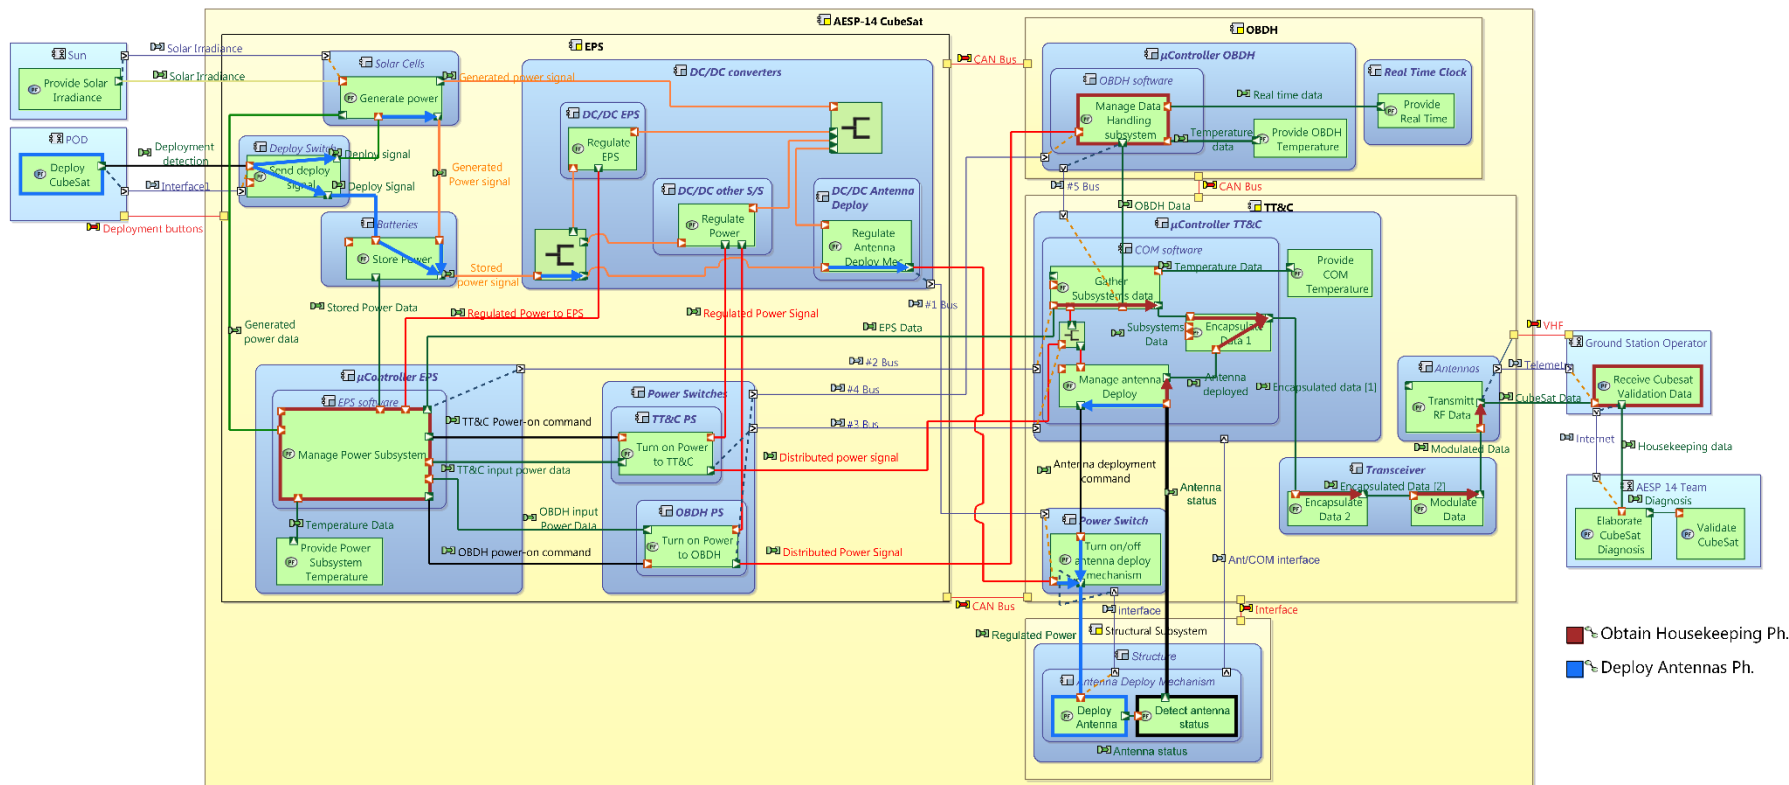 AESP-14 CubeSat
Sun
Provide Solar
Irradiance
Solar Irradiance
Solar Irradiance
POD
Deploy
CubeSat
Deployment
detection
Interface1
Deployment buttons
EPS
Solar Cells
Generate power
Generated power signal
Deploy Switch
Send deploy
signal
Deploy signal
Deploy Signal
Generated
Power signal
Batteries
Store Power
Stored
power signal
Stored Power Data
Generated
power data
DC/DC converters
DC/DC EPS
Regulate
EPS
DC/DC other S/S
Regulate
Power
DC/DC Antenna
Deploy
Regulate
Antenna
Deploy Mec
Regulated Power to EPS
Regulated Power Signal
EPS Data
#1 Bus
#2 Bus
#4 Bus
#3 Bus
µController EPS
EPS software
Manage Power Subsystem
Temperature Data
Provide Power
Subsystem
Temperature
TT&C Power-on command
TT&C input power data
OBDH input
Power Data
OBDH power-on command
Power Switches
TT&C PS
Turn on Power
to TT&C
OBDH PS
Turn on Power
to OBDH
Distributed power signal
Distributed Power Signal
CAN Bus
CAN Bus
CAN Bus
OBDH
µController OBDH
OBDH software
Manage Data
Handling
subsystem
Real time data
Temperature
data
Provide OBDH
Temperature
Real Time Clock
Provide
Real Time
#5 Bus
OBDH Data
TT&C
µController TT&C
COM software
Gather
Subsystems data
Temperature Data
Provide
COM
Temperature
Subsystems
Data
Encapsulate
Data 1
Manage antenna
Deploy
Antenna
deployed
Encapsulated data [1]
Antenna deployment
command
Antenna
status
Antennas
Transmitt
RF Data
Modulated Data
Transceiver
Encapsulated Data [2]
Encapsulate
Data 2
Modulate
Data
Power Switch
Turn on/off
antenna deploy
mechanism
Ant/COM interface
interface
Interface
Regulated Power
Structural Subsystem
Structure
Antenna Deploy Mechanism
Deploy
Antenna
Detect antenna
status
Antenna status
VHF
Telemetry
CubeSat Data
Ground Station Operator
Receive Cubesat
Validation Data
Internet
Housekeeping data
AESP 14 Team
Diagnosis
Elaborate
CubeSat
Diagnosis
Validate
CubeSat
Obtain Housekeeping Ph.
Deploy Antennas Ph.